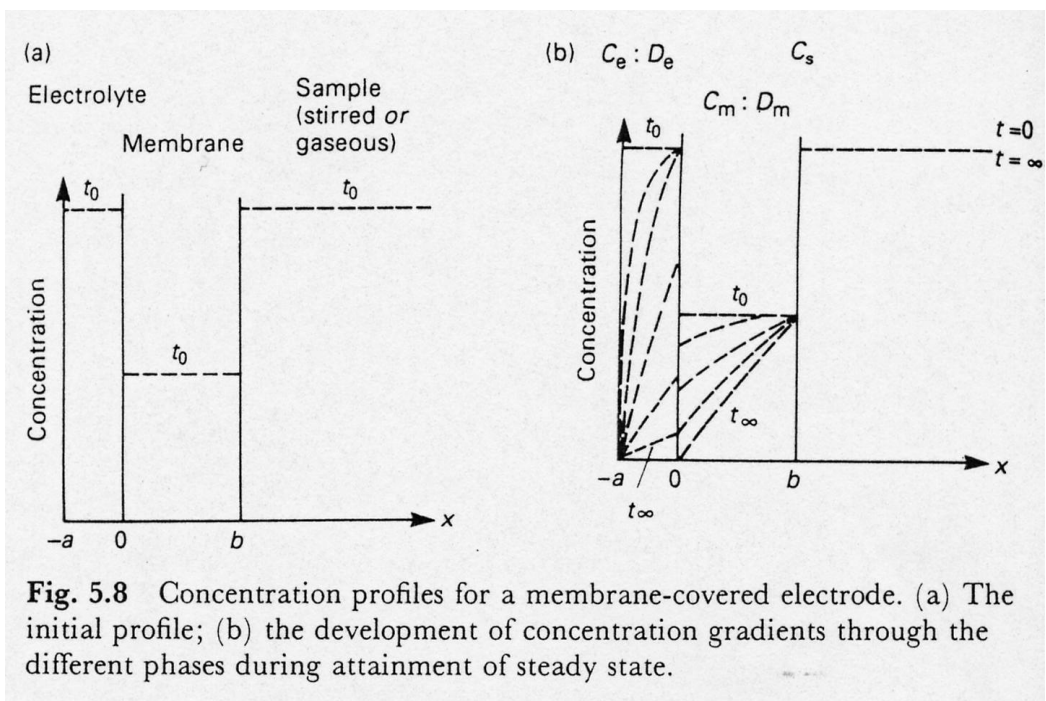 (a)
Electrolyte
Membrane
Sample
(stirred or
gaseous)
t₀
t₀
t₀
Concentration
−a
0
b
x
(b)
Cₑ : Dₑ
Cₘ : Dₘ
Cₛ
t₀
t =0
t = ∞
Concentration
t₀
t∞
−a
0
b
x
t∞
Fig. 5.8 Concentration profiles for a membrane-covered electrode. (a) The
initial profile; (b) the development of concentration gradients through the
different phases during attainment of steady state.